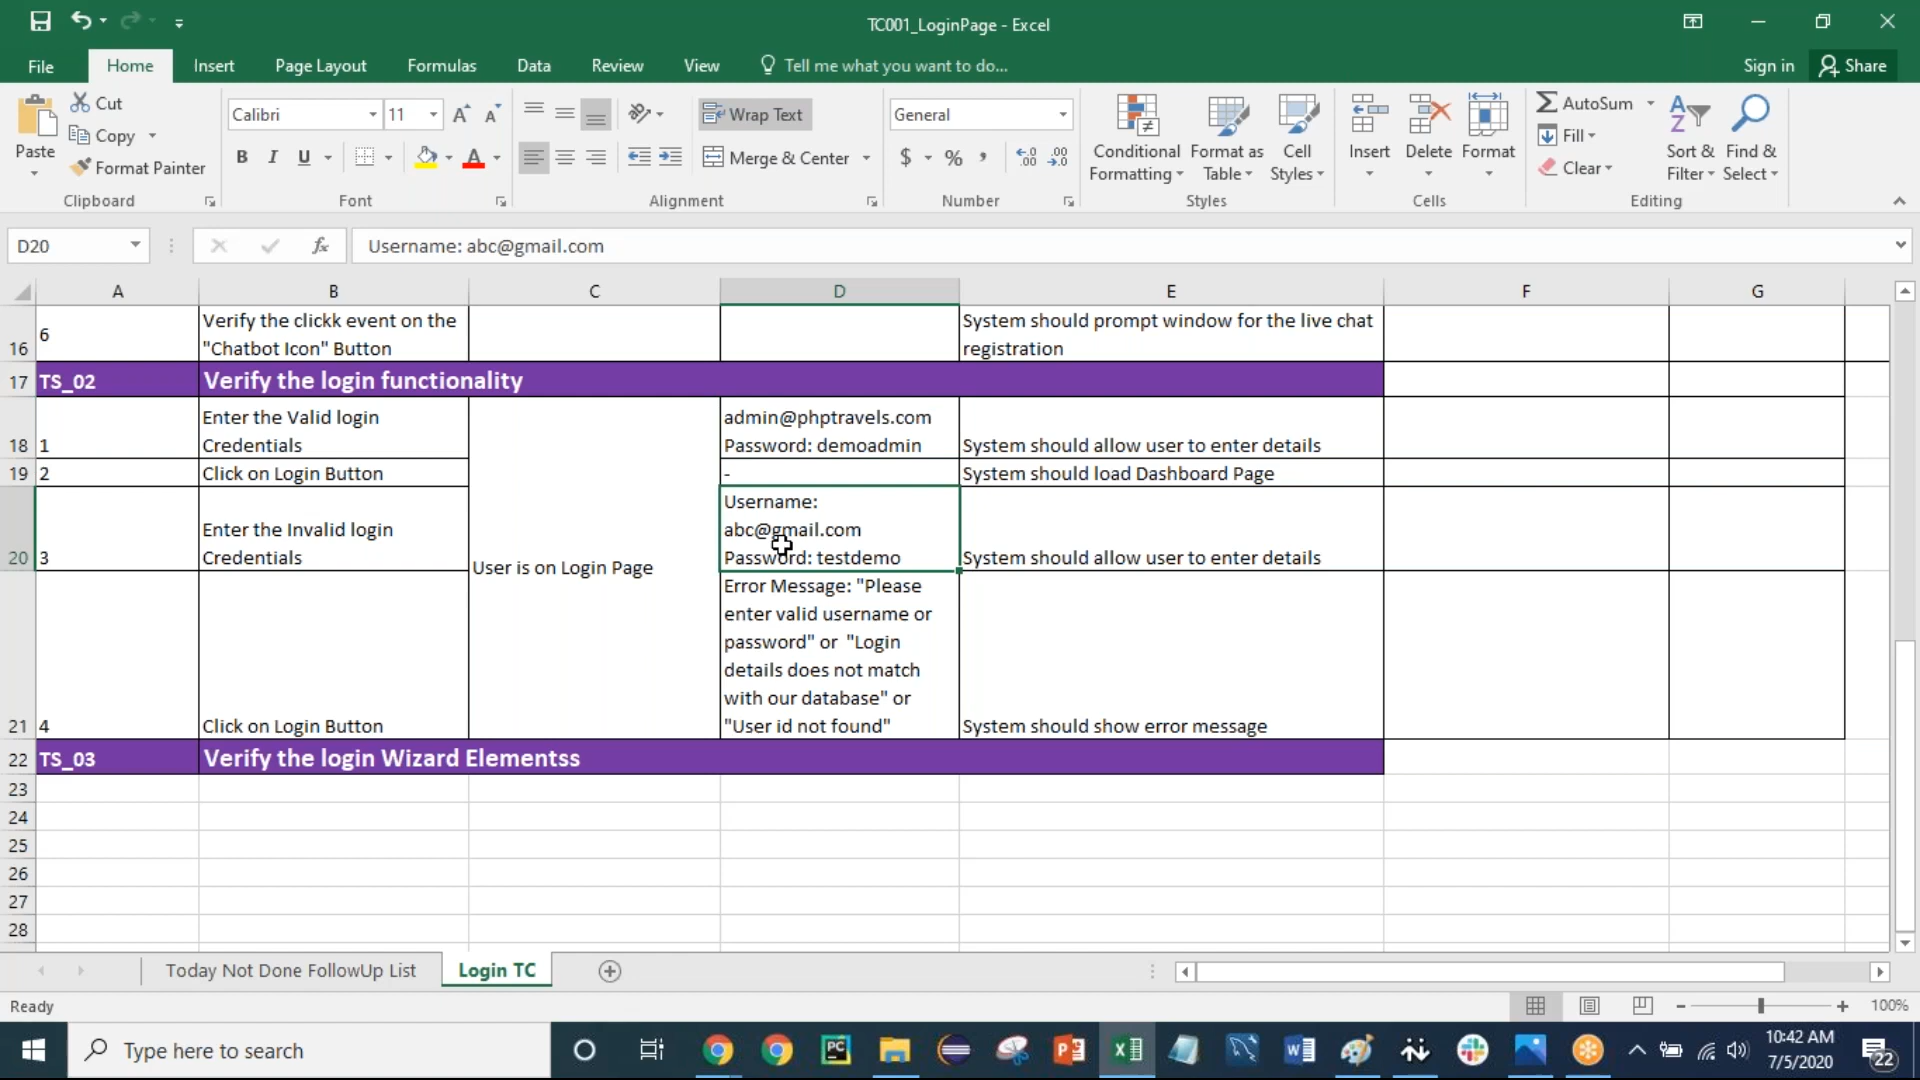 TC001_LoginPage - Excel
File Home Insert Page Layout Formulas Data Review View Tell me what you want to do... Sign in Share
Paste
Cut
Copy
Format Painter
Clipboard
Calibri 11
B I U
Font
Wrap Text
Merge & Center
Alignment
General
$ % ,
Number
Conditional Formatting
Format as Table
Cell Styles
Styles
Insert Delete Format
Cells
AutoSum
Fill
Clear
Sort & Filter
Find & Select
Editing
D20 fx Username: abc@gmail.com
A B C D E F G
16 6 Verify the clickk event on the "Chatbot Icon" Button System should prompt window for the live chat registration
17 TS_02 Verify the login functionality
18 1 Enter the Valid login Credentials admin@phptravels.com Password: demoadmin System should allow user to enter details
19 2 Click on Login Button - System should load Dashboard Page
20 3 Enter the Invalid login Credentials User is on Login Page Username: abc@gmail.com Password: testdemo System should allow user to enter details
21 4 Click on Login Button Error Message: "Please enter valid username or password" or "Login details does not match with our database" or "User id not found" System should show error message
22 TS_03 Verify the login Wizard Elementss
23
24
25
26
27
28
Today Not Done FollowUp List Login TC
Ready 100%
Type here to search
10:42 AM
7/5/2020
22